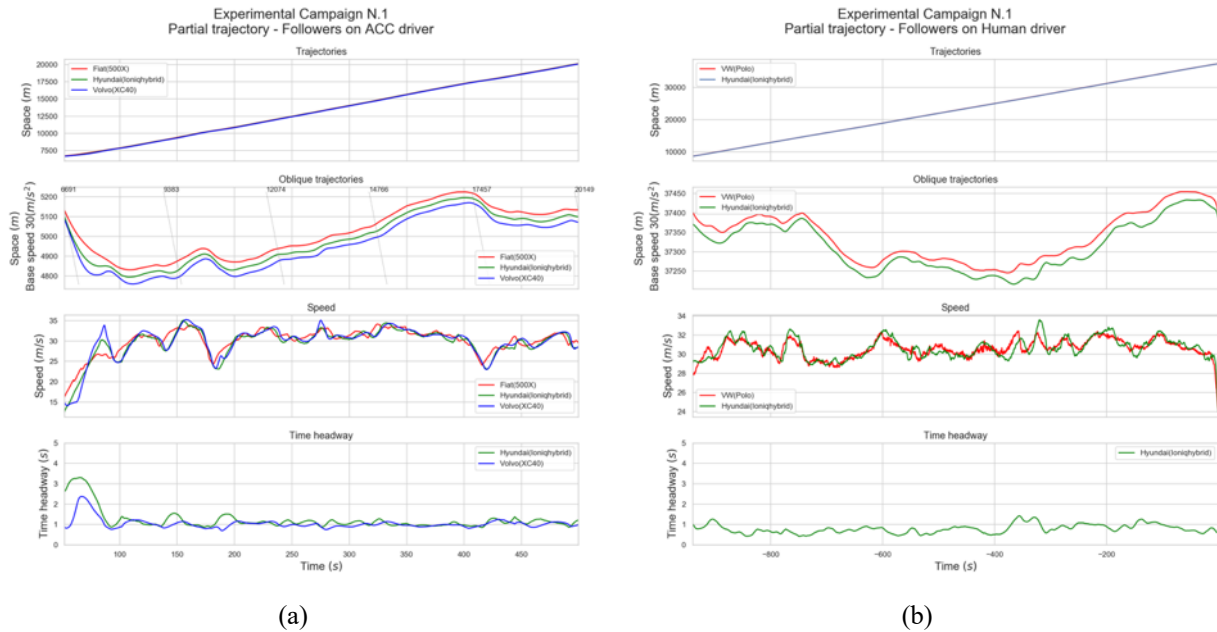 Experimental Campaign N.1
Partial trajectory - Followers on ACC driver
Trajectories
Space (m)
20000
17500
15000
12500
10000
7500
Fiat(500X)
Hyundai(Ioniqhybrid)
Volvo(XC40)
Oblique trajectories
Space (m)
Base speed 30(m/s²)
6091
9083
12074
14766
17457
20149
5200
5100
5000
4900
4800
Fiat(500X)
Hyundai(Ioniqhybrid)
Volvo(XC40)
Speed
Speed (m/s)
35
30
25
20
15
Fiat(500X)
Hyundai(Ioniqhybrid)
Volvo(XC40)
Time headway
Time headway (s)
5
4
3
2
1
0
Hyundai(Ioniqhybrid)
Volvo(XC40)
100 150 200 250 300 350 400 450
Time (s)
(a)
Experimental Campaign N.1
Partial trajectory - Followers on Human driver
Trajectories
Space (m)
30000
20000
10000
VW(Polo)
Hyundai(Ioniqhybrid)
Oblique trajectories
Space (m)
Base speed 30(m/s²)
37450
37400
37350
37300
37250
VW(Polo)
Hyundai(Ioniqhybrid)
Speed
Speed (m/s)
34
32
30
28
26
24
VW(Polo)
Hyundai(Ioniqhybrid)
Time headway
Time headway (s)
5
4
3
2
1
0
Hyundai(Ioniqhybrid)
−800 −600 −400 −200
Time (s)
(b)